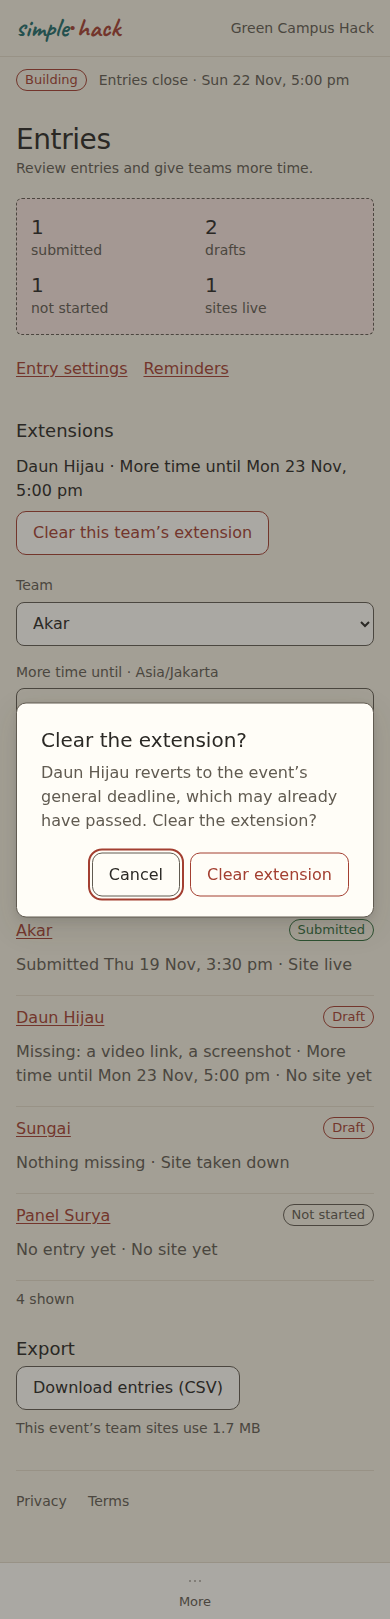 simple·hack
Green Campus Hack
Building
Entries close · Sun 22 Nov, 5:00 pm
Entries
Review entries and give teams more time.
1
submitted
2
drafts
1
not started
1
sites live
Entry settings
Reminders
Extensions
Daun Hijau · More time until Mon 23 Nov,
5:00 pm
Clear this team’s extension
Team
Akar
More time until · Asia/Jakarta
Clear the extension?
Daun Hijau reverts to the event’s
general deadline, which may already
have passed. Clear the extension?
Cancel
Clear extension
Akar
Submitted
Submitted Thu 19 Nov, 3:30 pm · Site live
Daun Hijau
Draft
Missing: a video link, a screenshot · More
time until Mon 23 Nov, 5:00 pm · No site yet
Sungai
Draft
Nothing missing · Site taken down
Panel Surya
Not started
No entry yet · No site yet
4 shown
Export
Download entries (CSV)
This event’s team sites use 1.7 MB
Privacy
Terms
...
More